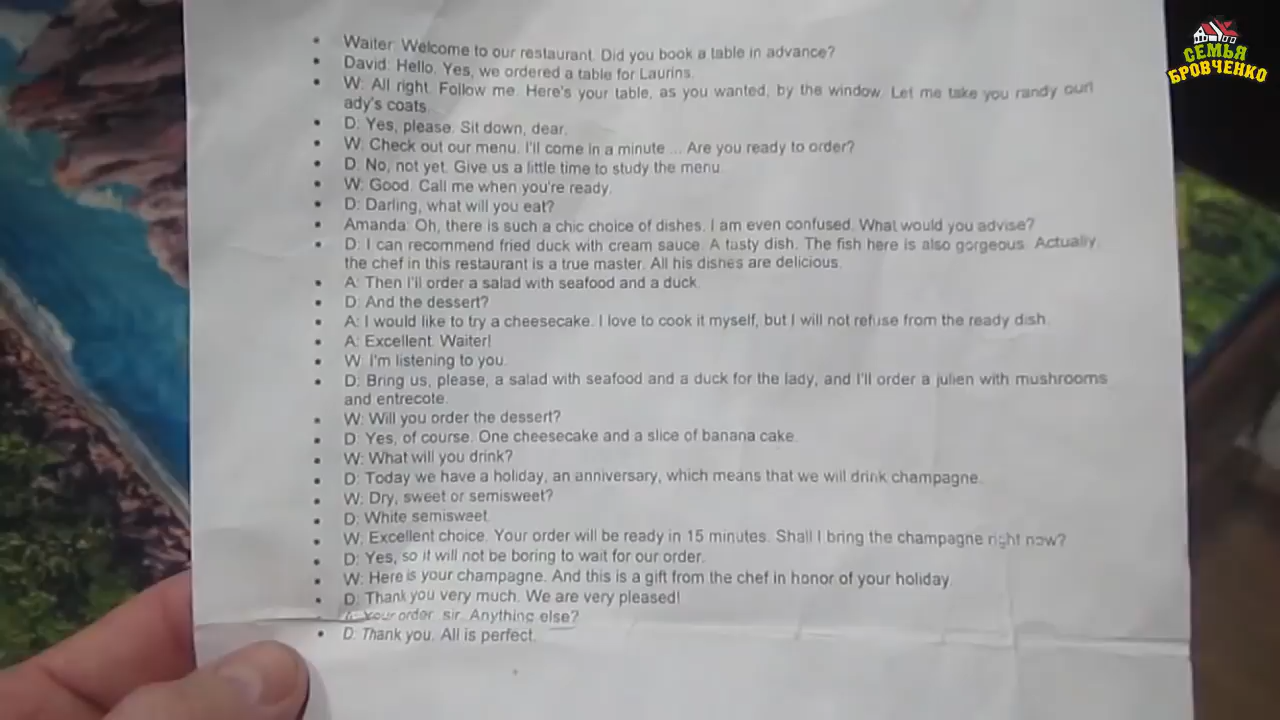 СЕМЬЯ
БРОВЧЕНКО
• Waiter: Welcome to our restaurant. Did you book a table in advance?
• David: Hello. Yes, we ordered a table for Laurins.
• W: All right. Follow me. Here's your table, as you wanted, by the window. Let me take you randy ourl
ady's coats.
• D: Yes, please. Sit down, dear.
• W: Check out our menu. I'll come in a minute ... Are you ready to order?
• D: No, not yet. Give us a little time to study the menu.
• W: Good. Call me when you're ready.
• D: Darling, what will you eat?
• Amanda: Oh, there is such a chic choice of dishes. I am even confused. What would you advise?
• D: I can recommend fried duck with cream sauce. A tasty dish. The fish here is also gorgeous. Actually
the chef in this restaurant is a true master. All his dishes are delicious.
• A: Then I'll order a salad with seafood and a duck.
• D: And the dessert?
• A: I would like to try a cheesecake. I love to cook it myself, but I will not refuse from the ready dish.
• A: Excellent. Waiter!
• W: I'm listening to you.
• D: Bring us, please, a salad with seafood and a duck for the lady, and I'll order a julien with mushrooms
and entrecote.
• W: Will you order the dessert?
• D: Yes, of course. One cheesecake and a slice of banana cake.
• W: What will you drink?
• D: Today we have a holiday, an anniversary, which means that we will drink champagne.
• W: Dry, sweet or semisweet?
• D: White semisweet.
• W: Excellent choice. Your order will be ready in 15 minutes. Shall I bring the champagne right now?
• D: Yes, so it will not be boring to wait for our order.
• W: Here is your champagne. And this is a gift from the chef in honor of your holiday.
• D: Thank you very much. We are very pleased!
• Your order, sir. Anything else?
• D: Thank you. All is perfect.